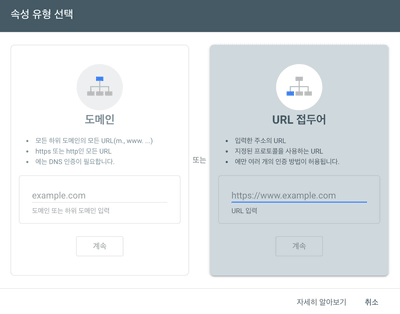 속성 유형 선택
도메인
모든 하위 도메인의 모든 URL(m., www. ...)
https 또는 http인 모든 URL
에는 DNS 인증이 필요합니다.
example.com
도메인 또는 하위 도메인 입력
계속
또는
URL 접두어
입력한 주소의 URL
지정된 프로토콜을 사용하는 URL
에만 여러 개의 인증 방법이 허용됩니다.
https://www.example.com
URL 입력
계속
자세히 알아보기
취소